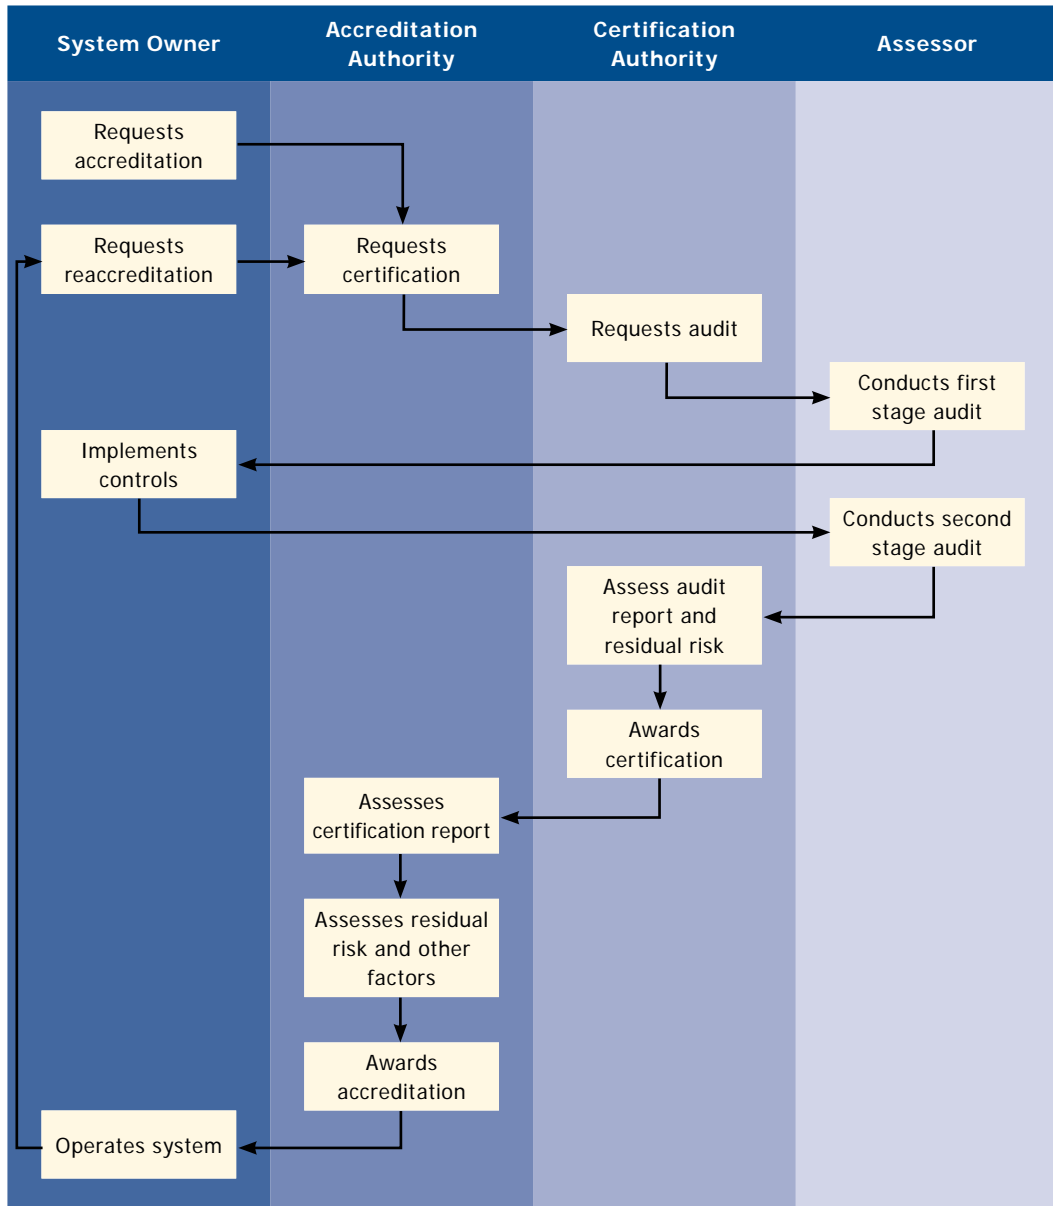 System Owner
Accreditation
Authority
Certification
Authority
Assessor
Requests
accreditation
Requests
reaccreditation
Requests
certification
Requests audit
Conducts first
stage audit
Implements
controls
Conducts second
stage audit
Assess audit
report and
residual risk
Awards
certification
Assesses
certification report
Assesses residual
risk and other
factors
Awards
accreditation
Operates system